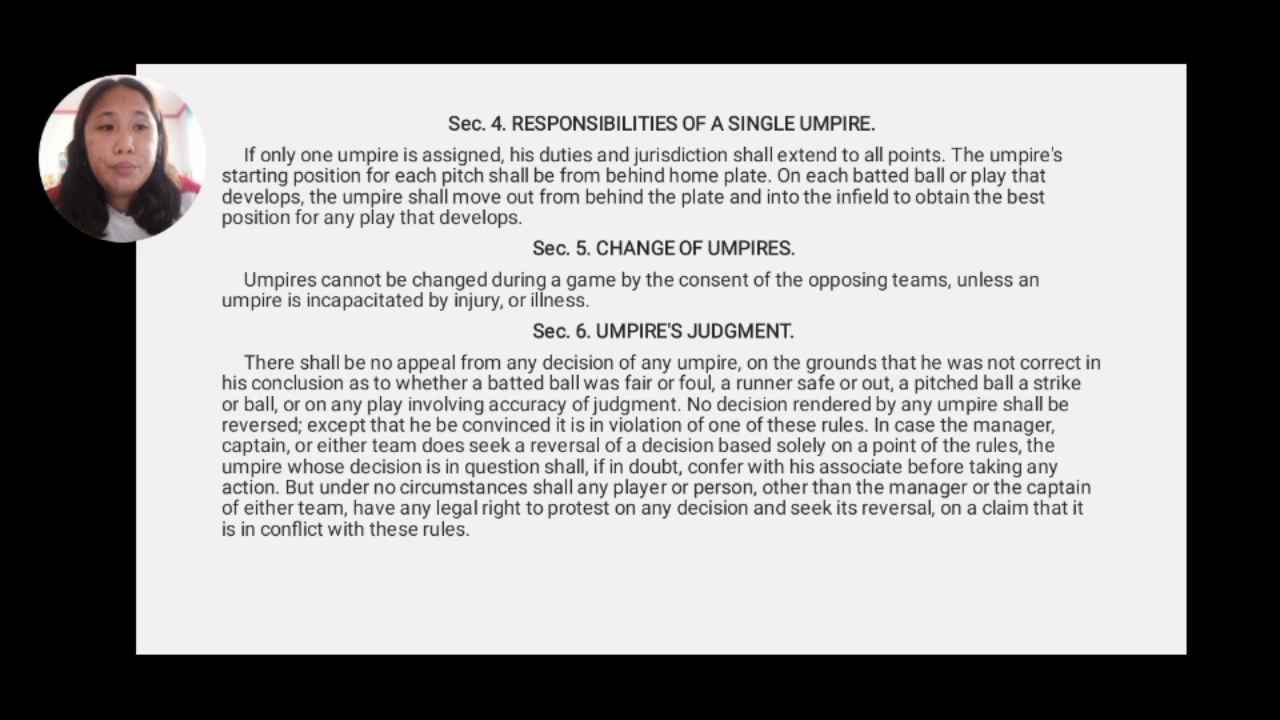 Sec. 4. RESPONSIBILITIES OF A SINGLE UMPIRE.
If only one umpire is assigned, his duties and jurisdiction shall extend to all points. The umpire's
starting position for each pitch shall be from behind home plate. On each batted ball or play that
develops, the umpire shall move out from behind the plate and into the infield to obtain the best
position for any play that develops.
Sec. 5. CHANGE OF UMPIRES.
Umpires cannot be changed during a game by the consent of the opposing teams, unless an
umpire is incapacitated by injury, or illness.
Sec. 6. UMPIRE'S JUDGMENT.
There shall be no appeal from any decision of any umpire, on the grounds that he was not correct in
his conclusion as to whether a batted ball was fair or foul, a runner safe or out, a pitched ball a strike
or ball, or on any play involving accuracy of judgment. No decision rendered by any umpire shall be
reversed; except that he be convinced it is in violation of one of these rules. In case the manager,
captain, or either team does seek a reversal of a decision based solely on a point of the rules, the
umpire whose decision is in question shall, if in doubt, confer with his associate before taking any
action. But under no circumstances shall any player or person, other than the manager or the captain
of either team, have any legal right to protest on any decision and seek its reversal, on a claim that it
is in conflict with these rules.